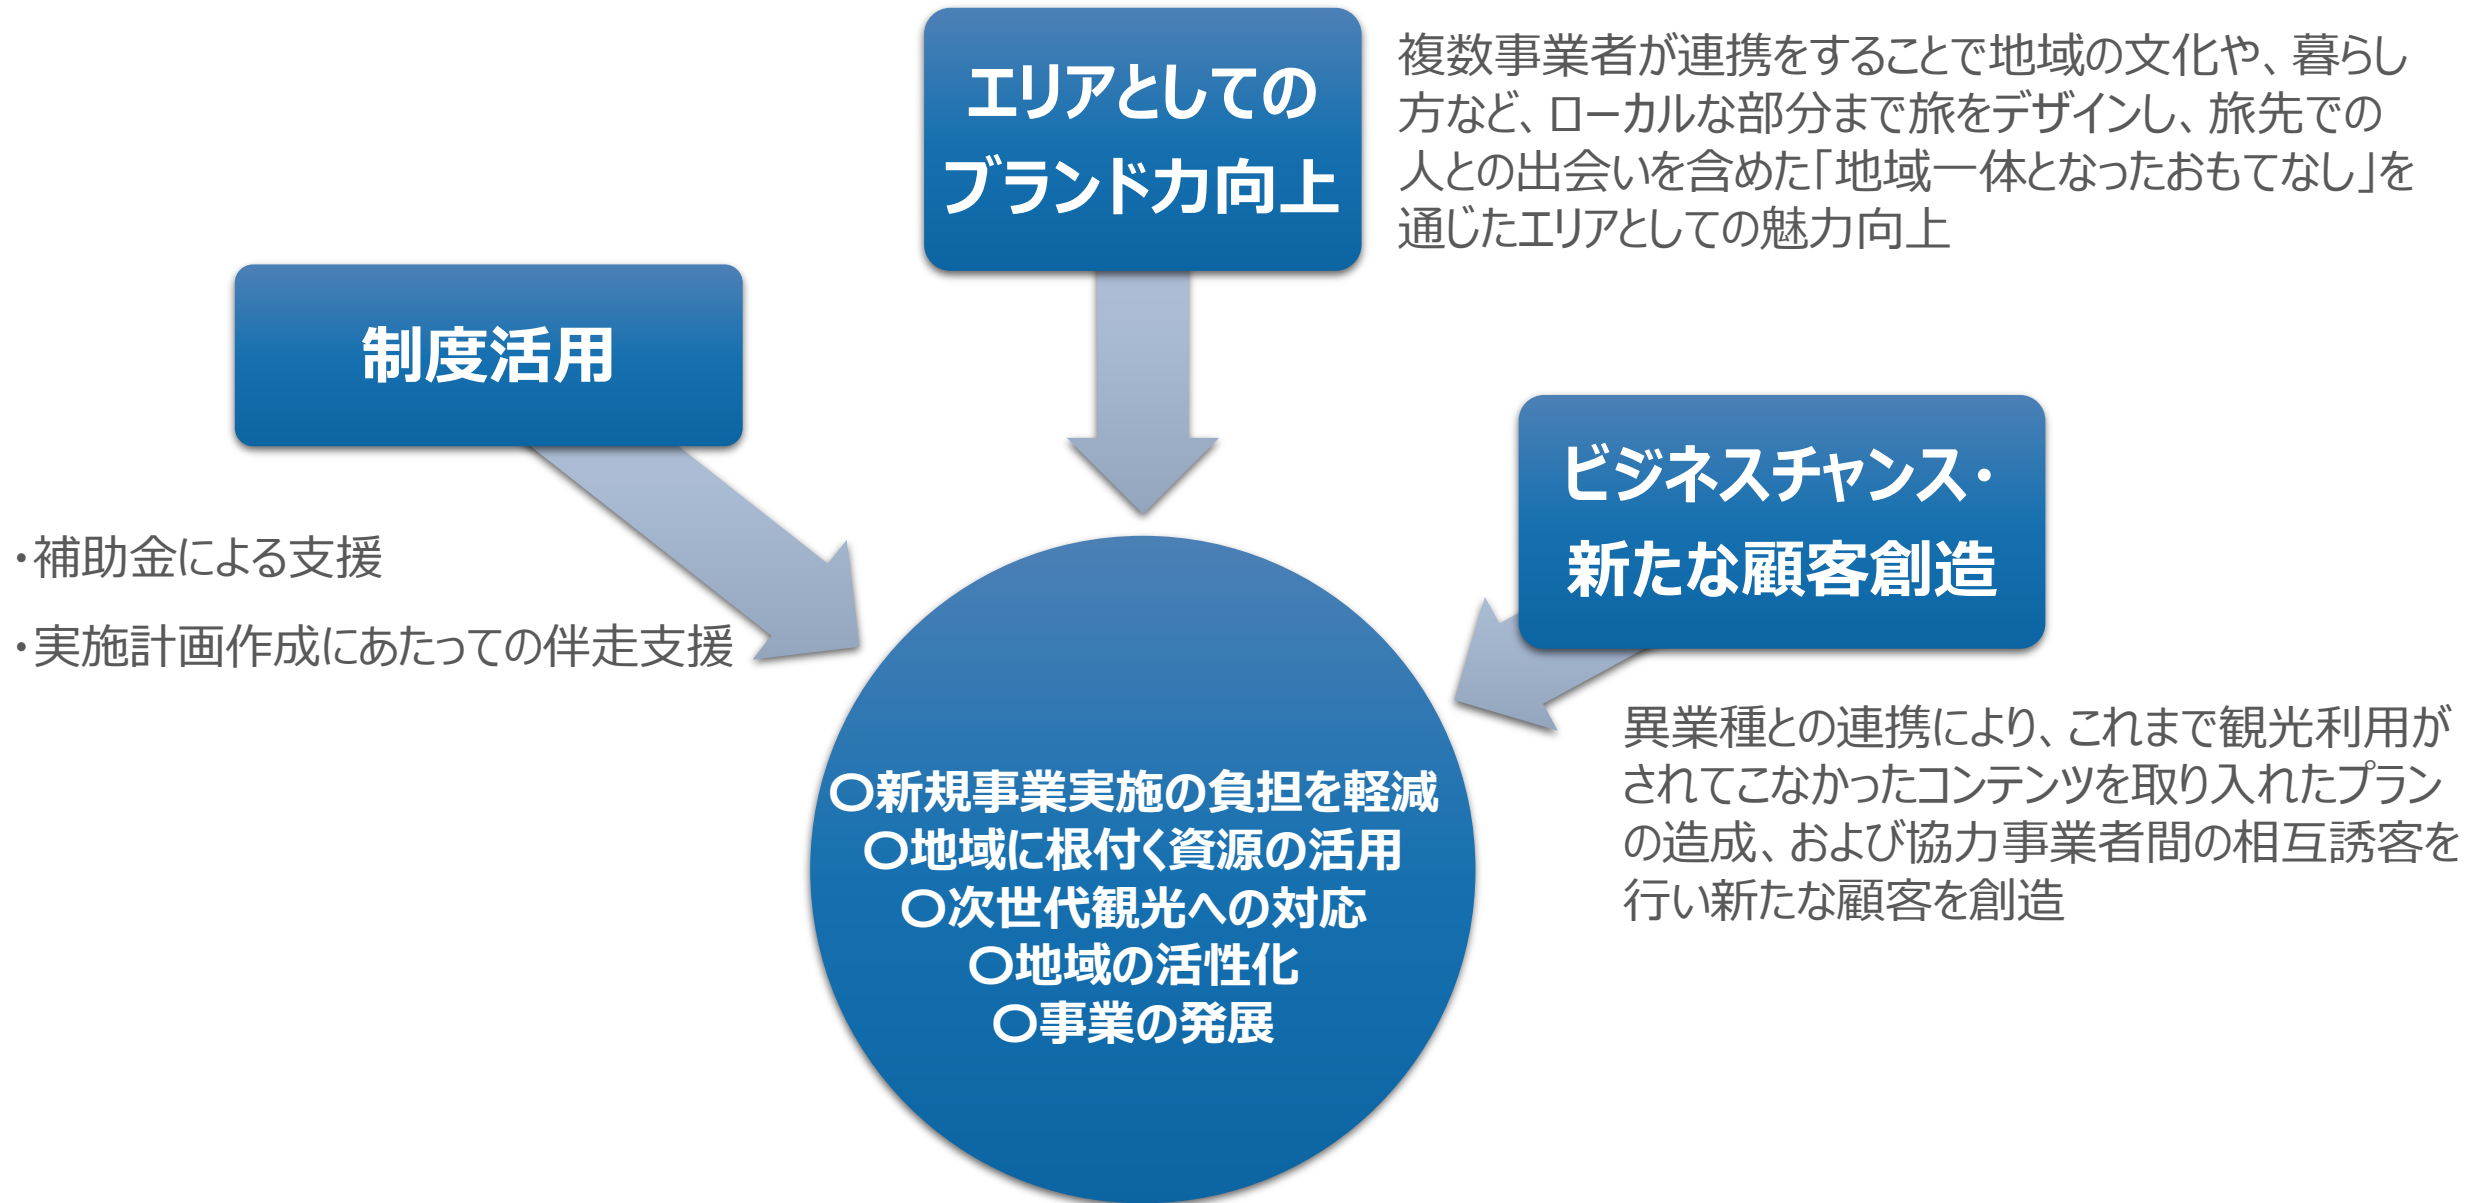 エリアとしての
ブランド力向上
複数事業者が連携をすることで地域の文化や、暮らし
方など、ローカルな部分まで旅をデザインし、旅先での
人との出会いを含めた「地域一体となったおもてなし」を
通じたエリアとしての魅力向上
制度活用
・補助金による支援
・実施計画作成にあたっての伴走支援
ビジネスチャンス・
新たな顧客創造
異業種との連携により、これまで観光利用が
されてこなかったコンテンツを取り入れたプラン
の造成、および協力事業者間の相互誘客を
行い新たな顧客を創造
〇新規事業実施の負担を軽減
〇地域に根付く資源の活用
〇次世代観光への対応
〇地域の活性化
〇事業の発展